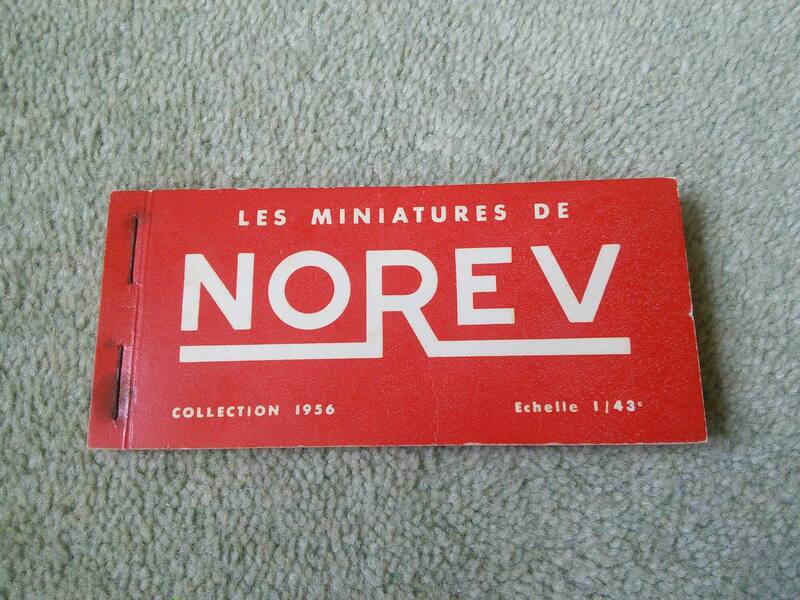 LES MINIATURES DE
NOREV
COLLECTION 1956 Echelle 1/43e